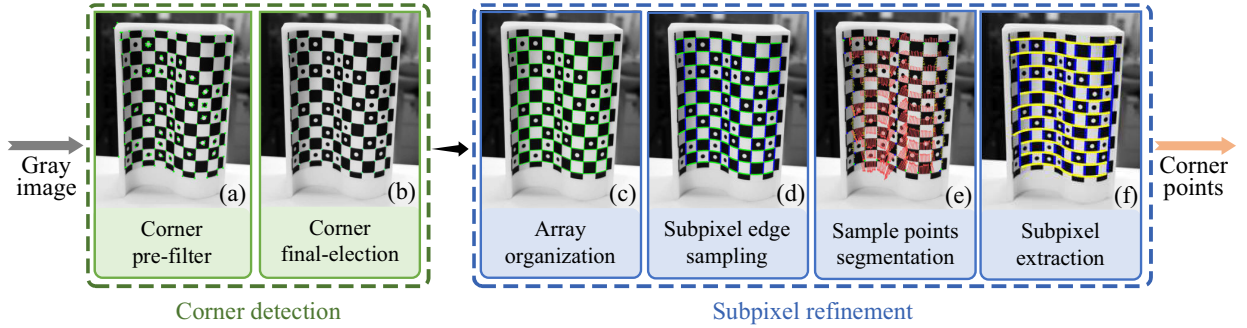 Gray
image
(a)
Corner
pre-filter
(b)
Corner
final-election
Corner detection
(c)
Array
organization
(d)
Subpixel edge
sampling
(e)
Sample points
segmentation
(f)
Subpixel
extraction
Subpixel refinement
Corner
points